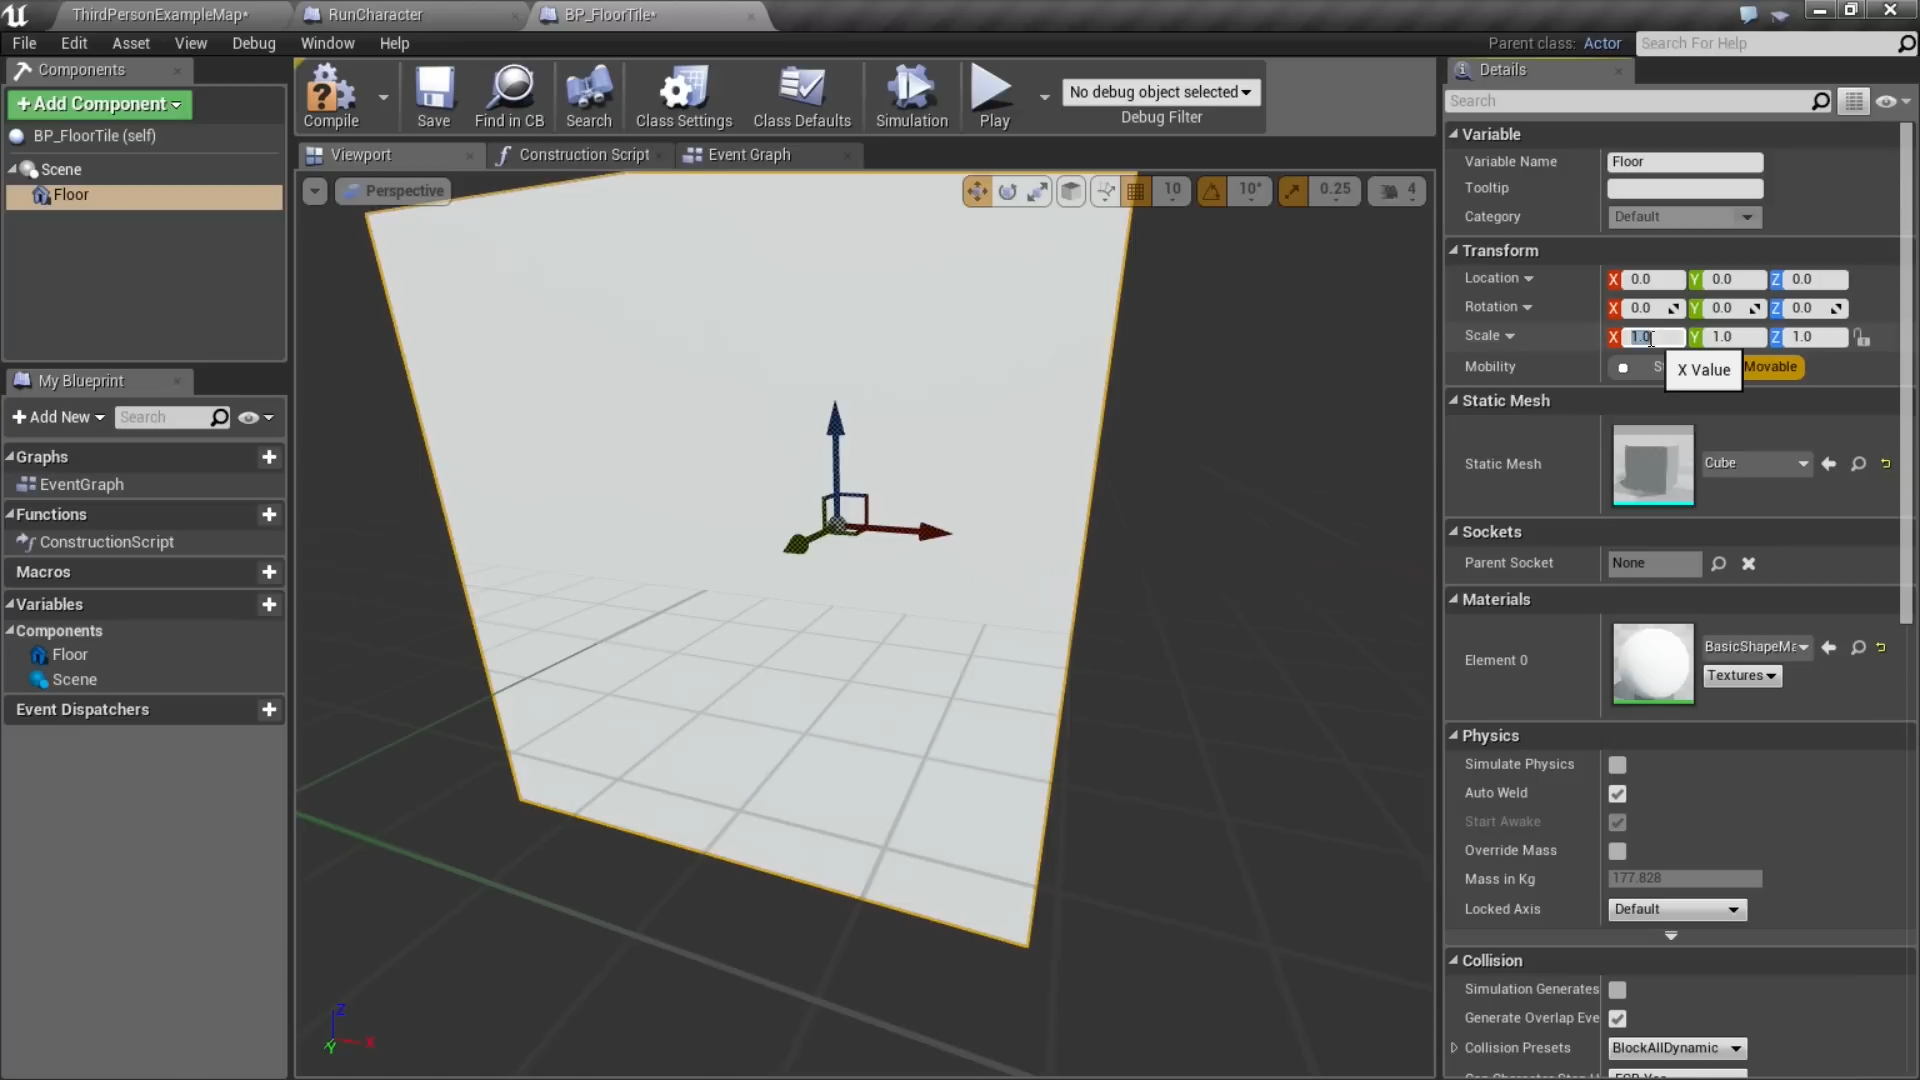 ThirdPersonExampleMap*
RunCharacter
BP_FloorTile*
File Edit Asset View Debug Window Help
Parent class: Actor
Search For Help
Components
+Add Component
BP_FloorTile (self)
Scene
Floor
Compile
Save
Find in CB
Search
Class Settings
Class Defaults
Simulation
Play
No debug object selected
Debug Filter
Viewport
Construction Script
Event Graph
Perspective
10
10°
0.25
4
My Blueprint
+Add New
Search
Graphs
EventGraph
Functions
ConstructionScript
Macros
Variables
Components
Floor
Scene
Event Dispatchers
Z
X
Y
Details
Search
Variable
Variable Name Floor
Tooltip
Category Default
Transform
Location X 0.0 Y 0.0 Z 0.0
Rotation X 0.0 Y 0.0 Z 0.0
Scale X 1.0 Y 1.0 Z 1.0
Mobility Movable
X Value
Static Mesh
Static Mesh Cube
Sockets
Parent Socket None
Materials
Element 0 BasicShapeMa
Textures
Physics
Simulate Physics
Auto Weld
Start Awake
Override Mass
Mass in Kg 177.828
Locked Axis Default
Collision
Simulation Generates
Generate Overlap Eve
Collision Presets BlockAllDynamic